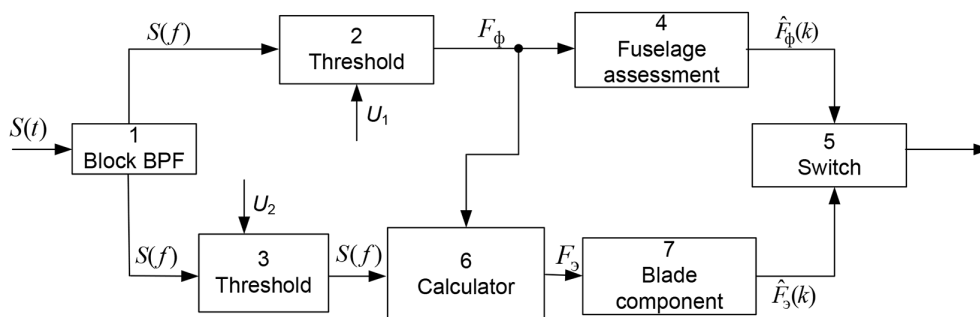 S(f)
2
Threshold
F_ф
4
Fuselage
assessment
F̂_ф(k)
U_1
S(t)
1
Block BPF
5
Switch
U_2
S(f)
3
Threshold
S(f)
6
Calculator
F_э
7
Blade
component
F̂_э(k)